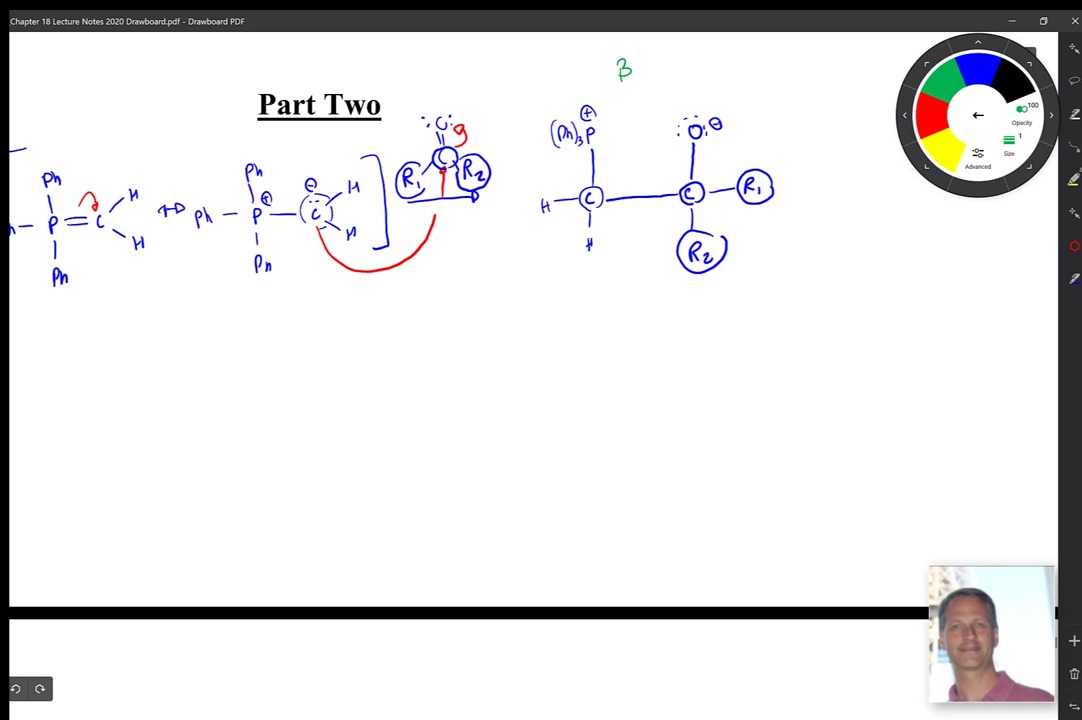 Chapter 18 Lecture Notes 2020 Drawboard.pdf - Drawboard PDF
β
Part Two
:O:
C
R₁
R₂
⊕
(Ph)₃P
:Ö:⊖
H
C
C
R₁
H
R₂
Ph
P
C
H
H
Ph
Ph
Ph
P
⊕
⊖
C
H
H
Ph
100
Opacity
1
Size
Advanced